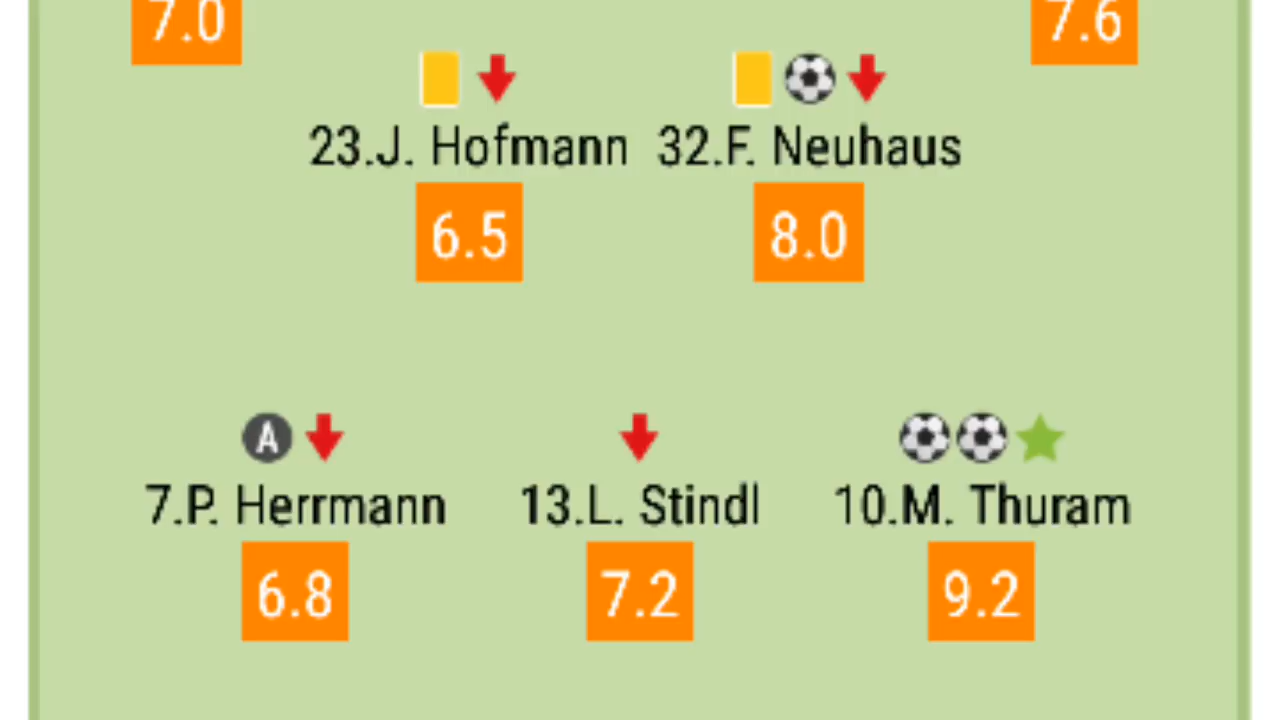 7.0 7.6
23.J. Hofmann 32.F. Neuhaus
6.5 8.0
A
7.P. Herrmann 13.L. Stindl 10.M. Thuram
6.8 7.2 9.2